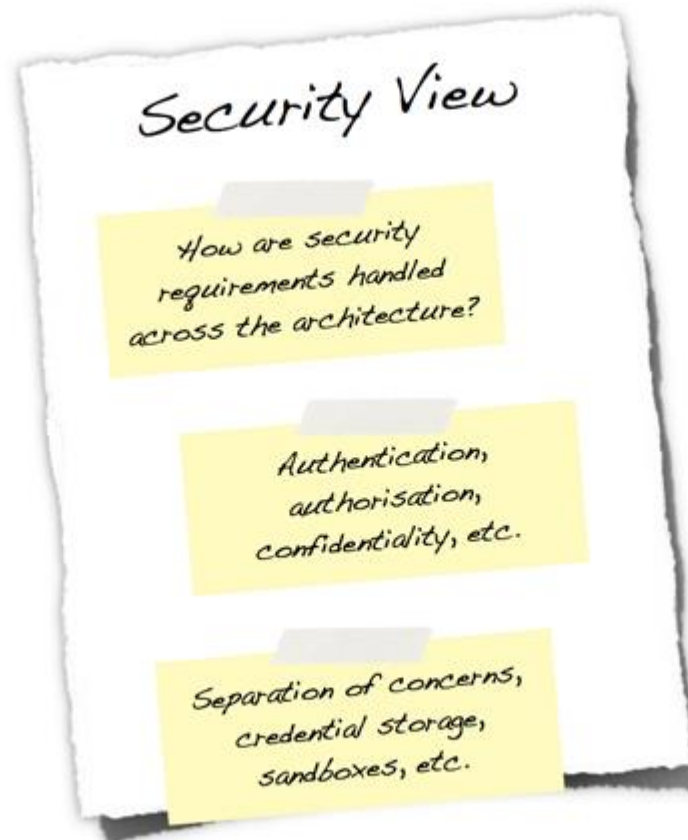 Security View
How are security
requirements handled
across the architecture?
Authentication,
authorisation,
confidentiality, etc.
Separation of concerns,
credential storage,
sandboxes, etc.